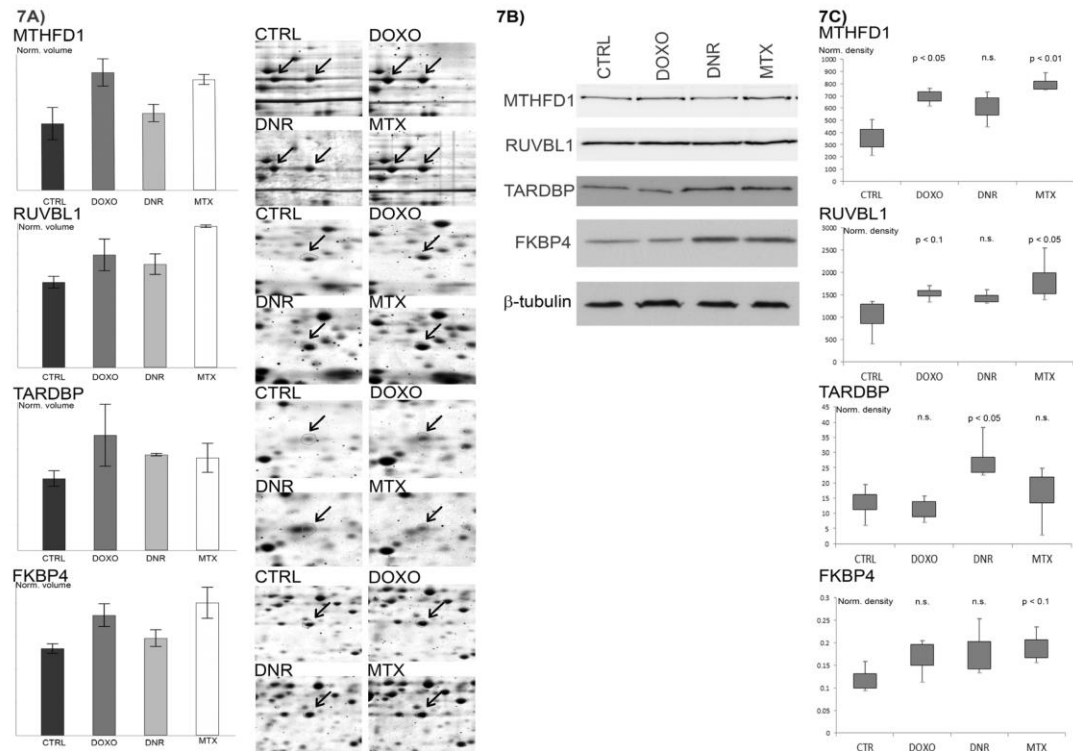 7A)
MTHFD1
Norm. volume
CTRL DOXO DNR MTX
RUVBL1
Norm. volume
CTRL DOXO DNR MTX
TARDBP
Norm. volume
CTRL DOXO DNR MTX
FKBP4
Norm. volume
CTRL DOXO DNR MTX
CTRL DOXO
DNR MTX
CTRL DOXO
DNR MTX
CTRL DOXO
DNR MTX
CTRL DOXO
DNR MTX
7B)
CTRL DOXO DNR MTX
MTHFD1
RUVBL1
TARDBP
FKBP4
β-tubulin
7C)
MTHFD1
Norm. density
p < 0.05 n.s. p < 0.01
1000
900
800
700
600
500
400
300
200
100
0
CTRL DOXO DNR MTX
RUVBL1
Norm. density
p < 0.1 n.s. p < 0.05
3000
2500
2000
1500
1000
500
0
CTRL DOXO DNR MTX
TARDBP
Norm. density
n.s. p < 0.05 n.s.
45
40
35
30
25
20
15
10
5
0
CTRL DOXO DNR MTX
FKBP4
Norm. density
n.s. n.s. p < 0.1
0.3
0.25
0.2
0.15
0.1
0.05
0
CTR DOXO DNR MTX